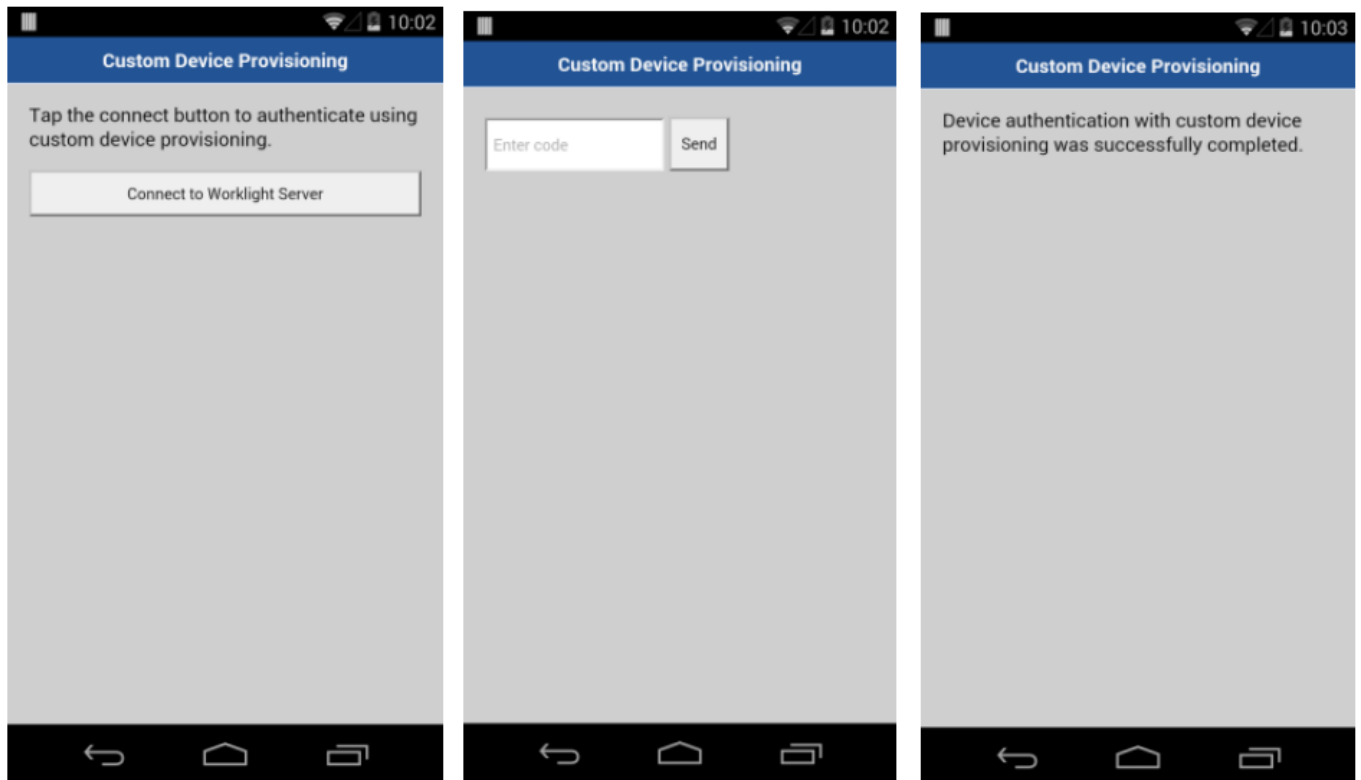 10:02
Custom Device Provisioning
Tap the connect button to authenticate using
custom device provisioning.
Connect to Worklight Server
10:02
Custom Device Provisioning
Enter code
Send
10:03
Custom Device Provisioning
Device authentication with custom device
provisioning was successfully completed.